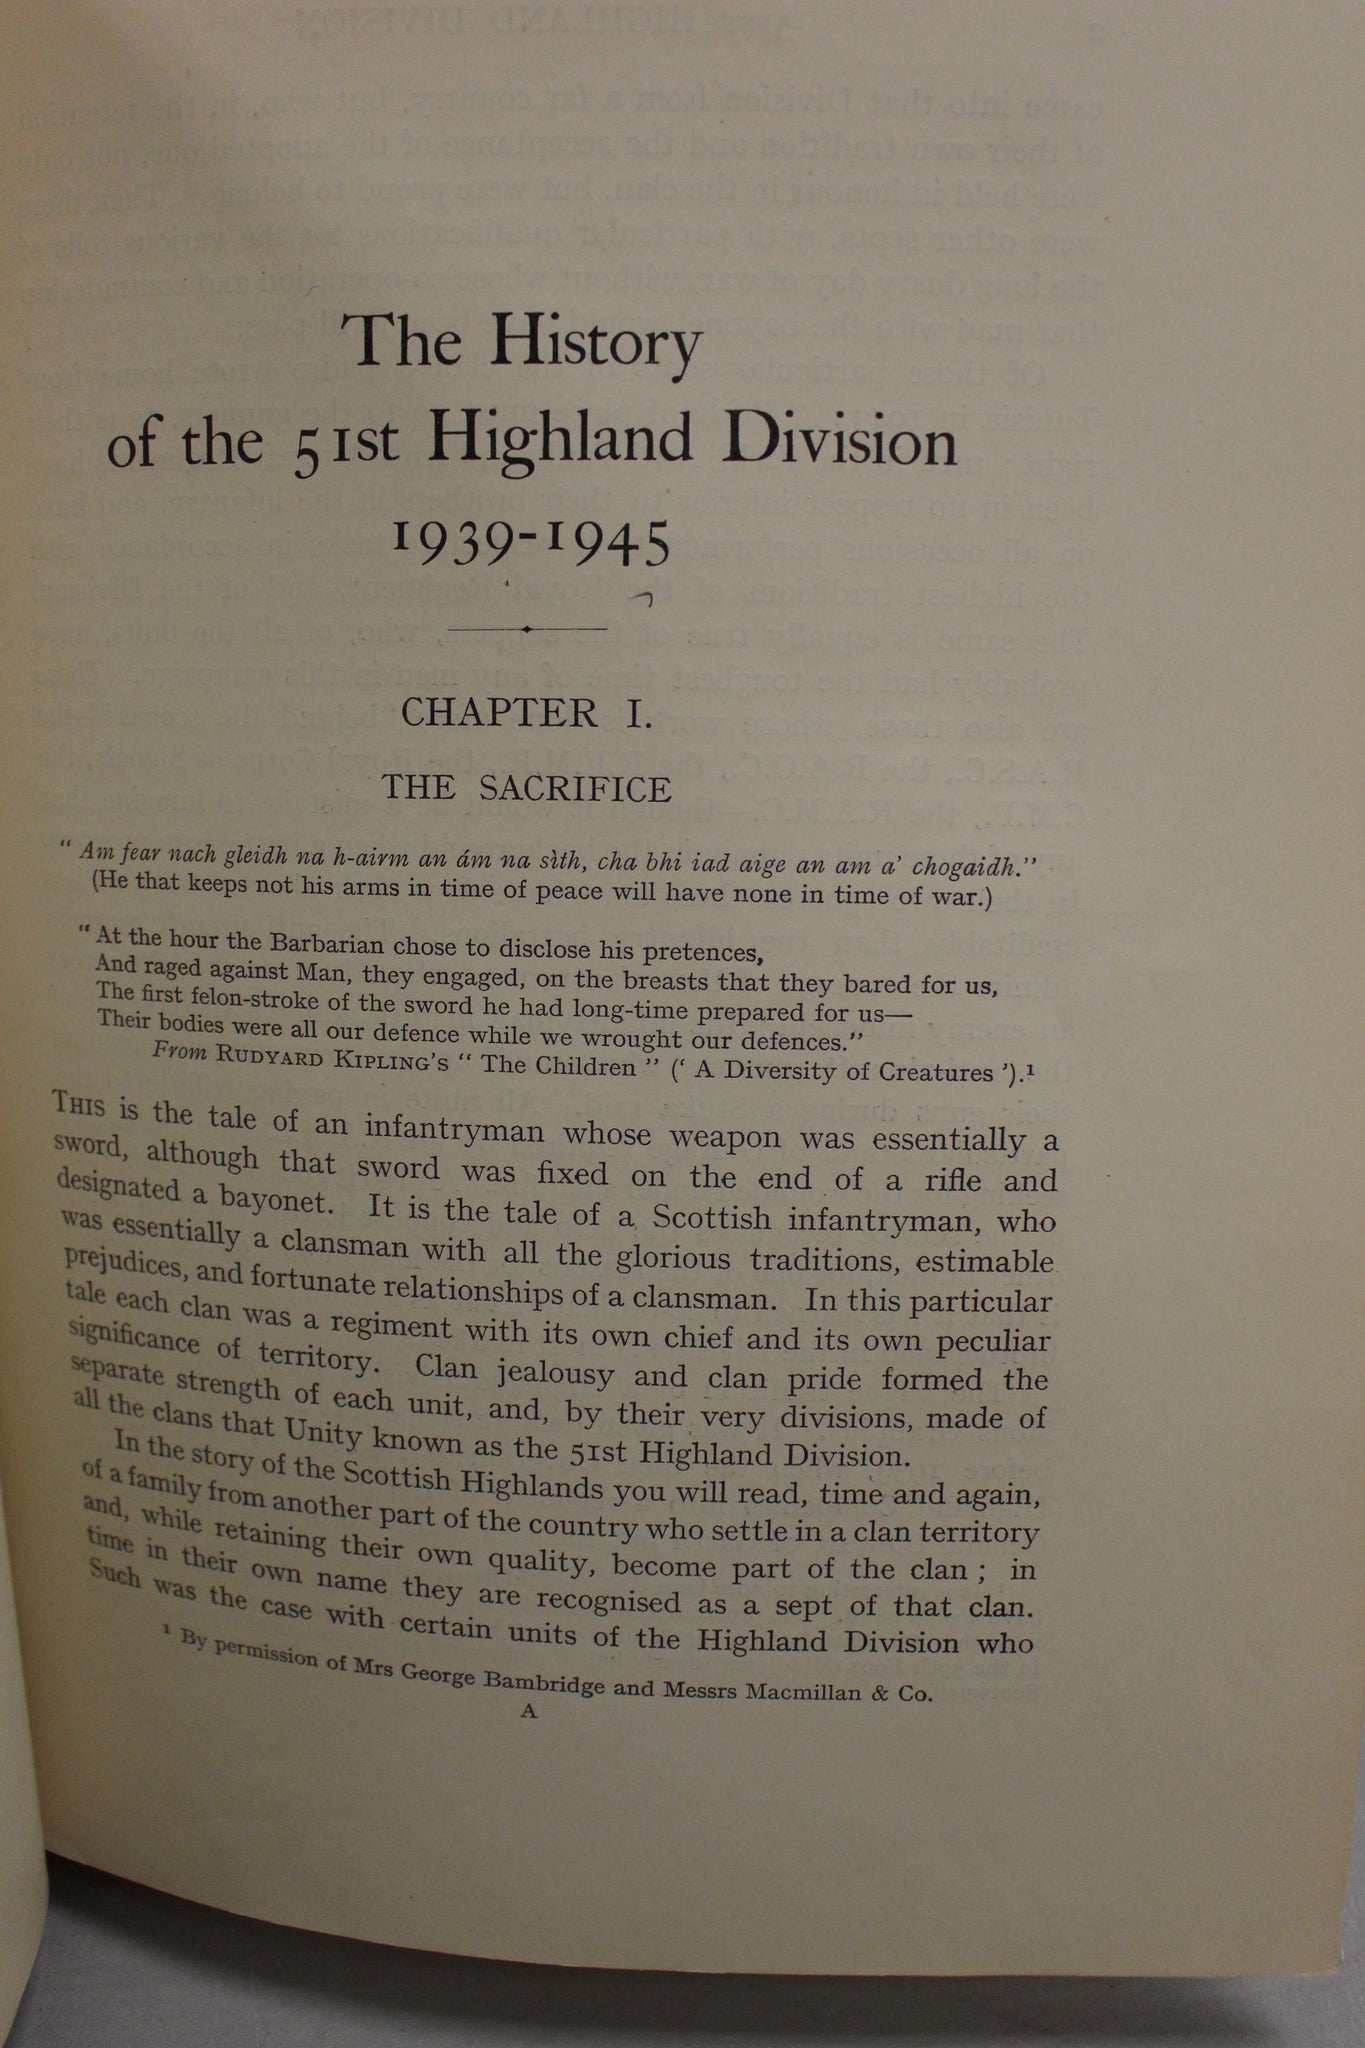 The History
of the 51st Highland Division
1939-1945
CHAPTER I.
THE SACRIFICE
" Am fear nach gleidh na h-airm an ám na sìth, cha bhi iad aige an am a' chogaidh."
(He that keeps not his arms in time of peace will have none in time of war.)
" At the hour the Barbarian chose to disclose his pretences,
And raged against Man, they engaged, on the breasts that they bared for us,
The first felon-stroke of the sword he had long-time prepared for us—
Their bodies were all our defence while we wrought our defences."
From RUDYARD KIPLING'S " The Children " (' A Diversity of Creatures ').¹
THIS is the tale of an infantryman whose weapon was essentially a
sword, although that sword was fixed on the end of a rifle and
designated a bayonet. It is the tale of a Scottish infantryman, who
was essentially a clansman with all the glorious traditions, estimable
prejudices, and fortunate relationships of a clansman. In this particular
tale each clan was a regiment with its own chief and its own peculiar
significance of territory. Clan jealousy and clan pride formed the
separate strength of each unit, and, by their very divisions, made of
all the clans that Unity known as the 51st Highland Division.
In the story of the Scottish Highlands you will read, time and again,
of a family from another part of the country who settle in a clan territory
and, while retaining their own quality, become part of the clan ; in
time in their own name they are recognised as a sept of that clan.
Such was the case with certain units of the Highland Division who
¹ By permission of Mrs George Bambridge and Messrs Macmillan & Co.
A